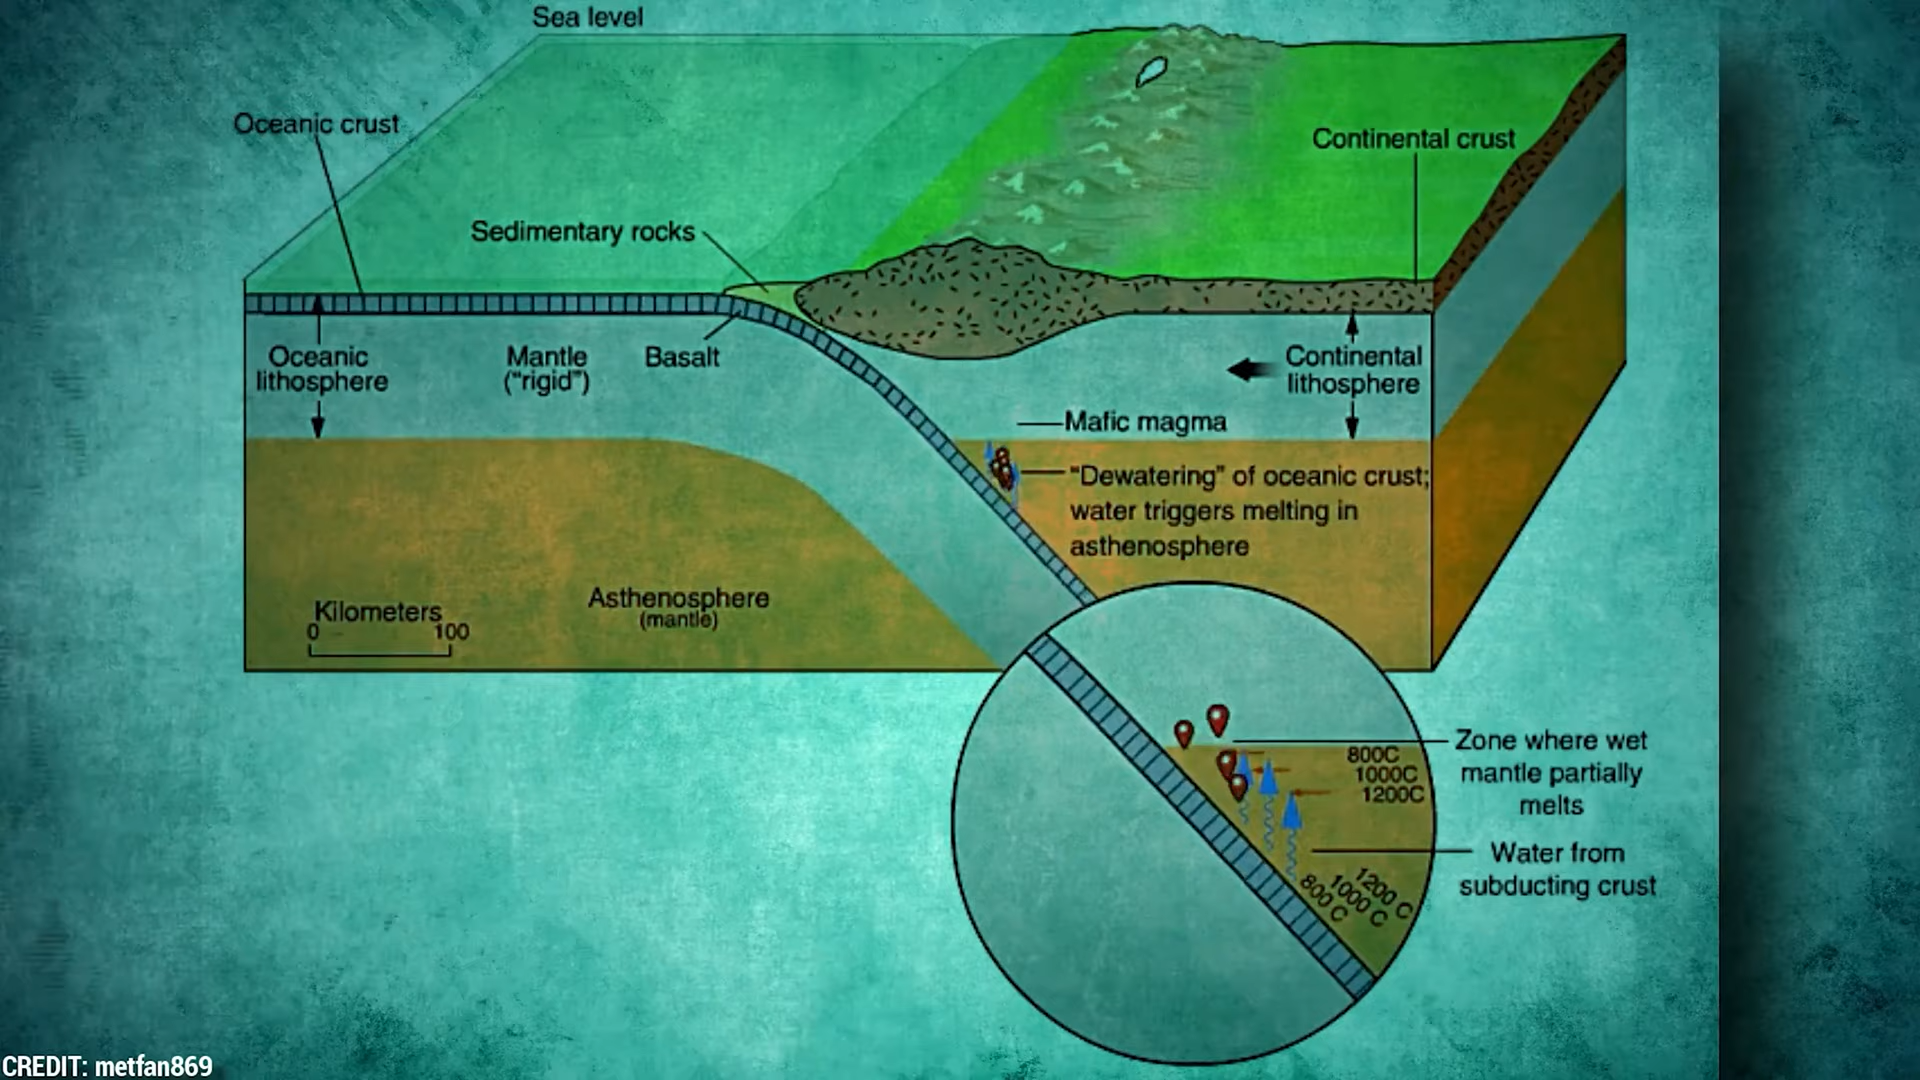 Sea level
Oceanic crust
Continental crust
Sedimentary rocks
Oceanic
lithosphere
Mantle
("rigid")
Basalt
Continental
lithosphere
Mafic magma
"Dewatering" of oceanic crust;
water triggers melting in
asthenosphere
Kilometers
0 100
Asthenosphere
(mantle)
Zone where wet
mantle partially
melts
800C
1000C
1200C
Water from
subducting crust
1200 C
1000 C
800 C
CREDIT: metfan869